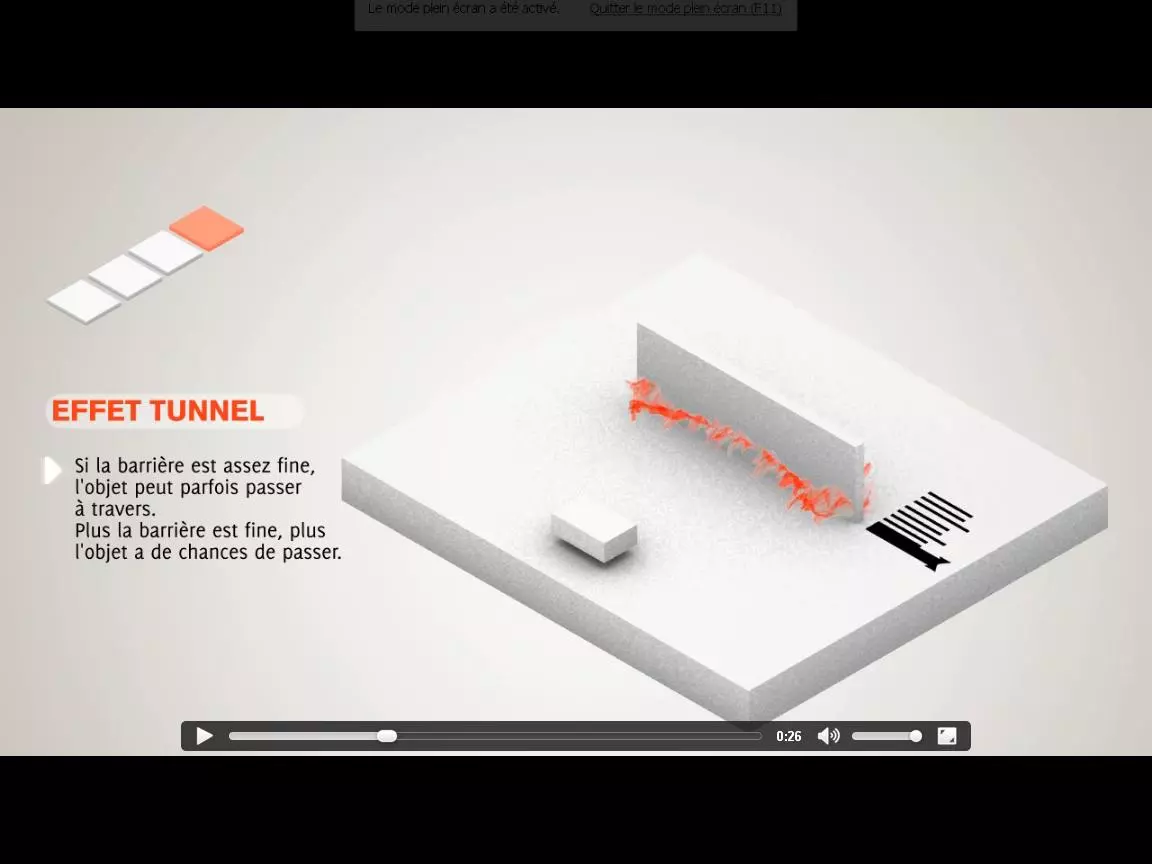 Le mode plein écran a été activé. Quitter le mode plein écran (F11)
EFFET TUNNEL
Si la barrière est assez fine,
l'objet peut parfois passer
à travers.
Plus la barrière est fine, plus
l'objet a de chances de passer.
0:26